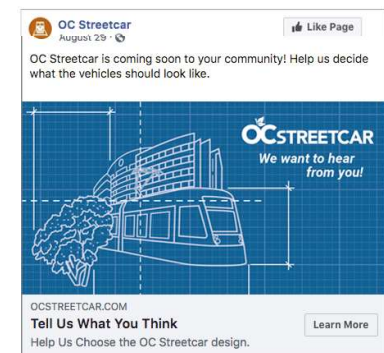 OC Streetcar
Like Page
August 29 ·
OC Streetcar is coming soon to your community! Help us decide
what the vehicles should look like.
OCSTREETCAR
We want to hear
from you!
OCSTREETCAR.COM
Tell Us What You Think
Learn More
Help Us Choose the OC Streetcar design.